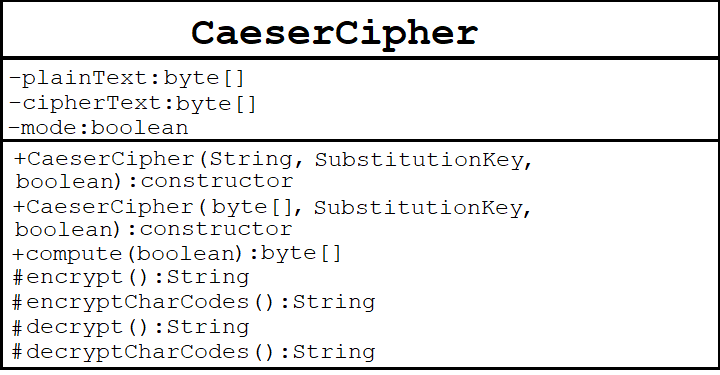 CaeserCipher
-plainText:byte[]
-cipherText:byte[]
-mode:boolean
+CaeserCipher(String, SubstitutionKey,
boolean):constructor
+CaeserCipher(byte[], SubstitutionKey,
boolean):constructor
+compute(boolean):byte[]
#encrypt():String
#encryptCharCodes():String
#decrypt():String
#decryptCharCodes():String